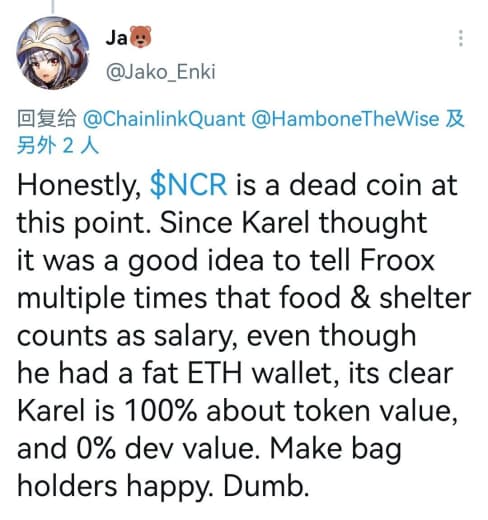 Ja🐻
@Jako_Enki
回复给 @ChainlinkQuant @HamboneTheWise 及
另外 2 人
Honestly, $NCR is a dead coin at
this point. Since Karel thought
it was a good idea to tell Froox
multiple times that food & shelter
counts as salary, even though
he had a fat ETH wallet, its clear
Karel is 100% about token value,
and 0% dev value. Make bag
holders happy. Dumb.